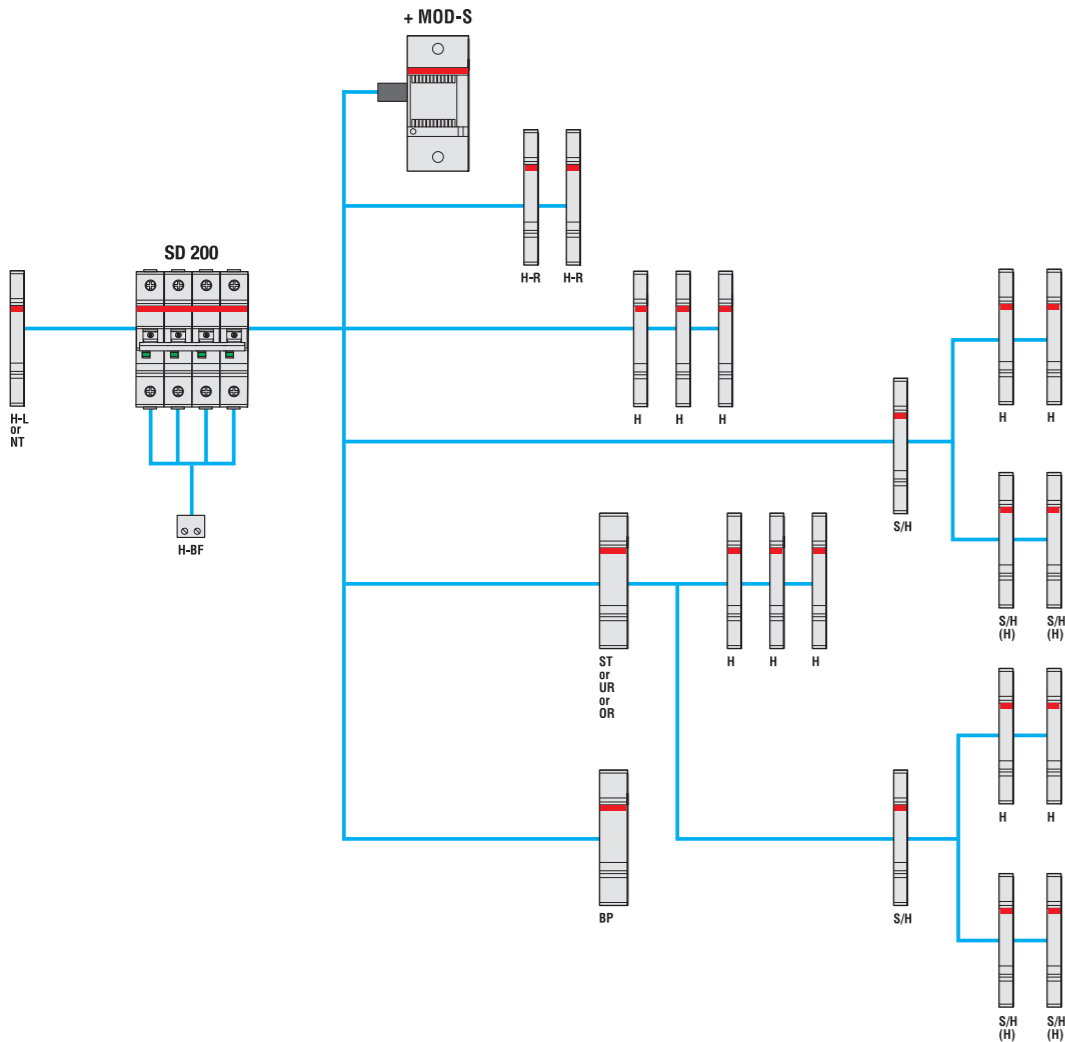 + MOD-S
H-R
H-R
SD 200
H-L
or
NT
H-BF
H
H
H
S/H
H
H
S/H
(H)
S/H
(H)
ST
or
UR
or
OR
H
H
H
BP
S/H
H
H
S/H
(H)
S/H
(H)